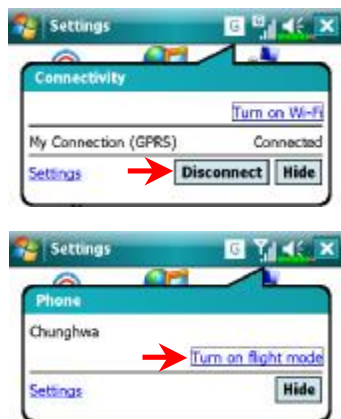 Settings
G
Connectivity
Turn on Wi-Fi
My Connection (GPRS) Connected
Settings Disconnect Hide
Settings
G
Phone
Chunghwa
Turn on flight mode
Settings Hide